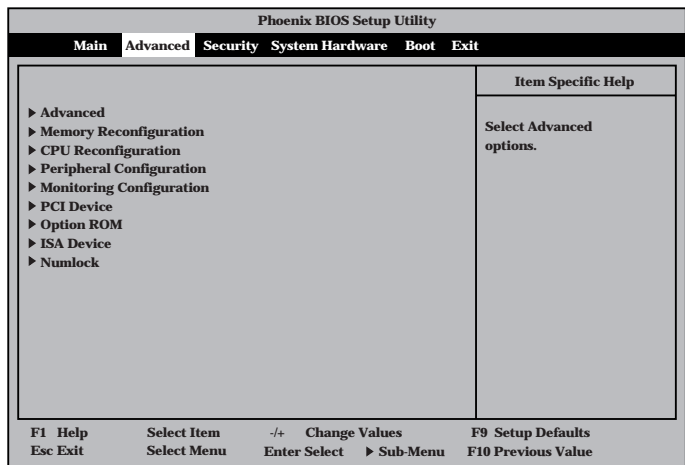 Phoenix BIOS Setup Utility
Main Advanced Security System Hardware Boot Exit
Item Specific Help
Select Advanced
options.
▶ Advanced
▶ Memory Reconfiguration
▶ CPU Reconfiguration
▶ Peripheral Configuration
▶ Monitoring Configuration
▶ PCI Device
▶ Option ROM
▶ ISA Device
▶ Numlock
F1 Help Select Item -/+ Change Values F9 Setup Defaults
Esc Exit Select Menu Enter Select ▶ Sub-Menu F10 Previous Value